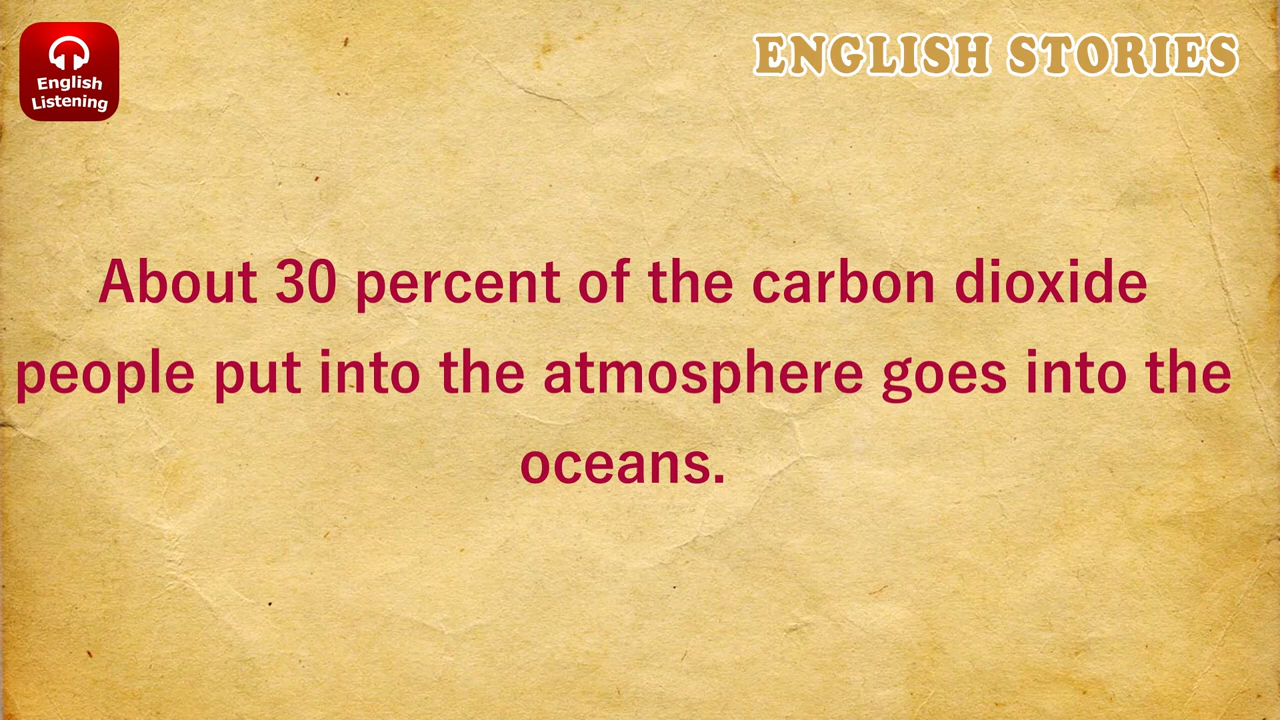 English
Listening
ENGLISH STORIES
About 30 percent of the carbon dioxide
people put into the atmosphere goes into the
oceans.